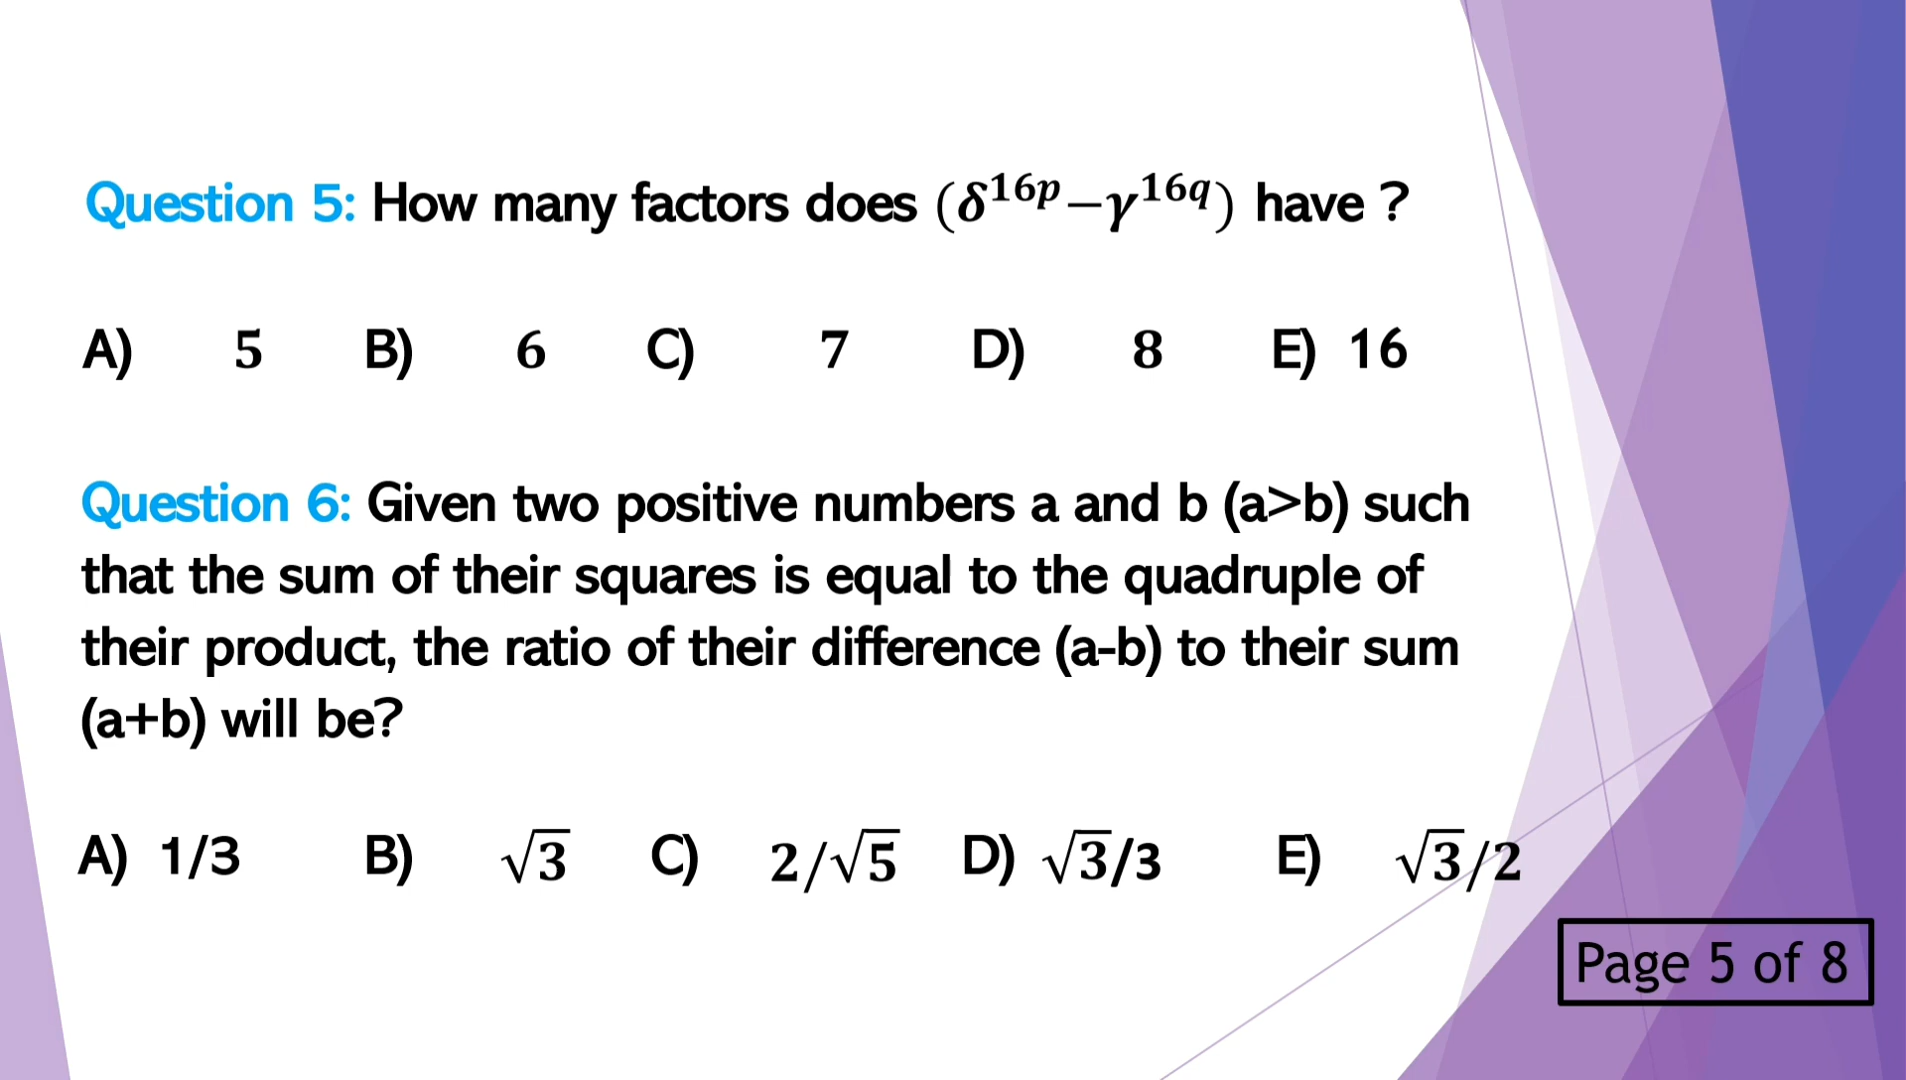 Question 5: How many factors does (δ^{16p}−γ^{16q}) have ?
A) 5 B) 6 C) 7 D) 8 E) 16
Question 6: Given two positive numbers a and b (a>b) such
that the sum of their squares is equal to the quadruple of
their product, the ratio of their difference (a-b) to their sum
(a+b) will be?
A) 1/3 B) √3 C) 2/√5 D) √3/3 E) √3/2
Page 5 of 8